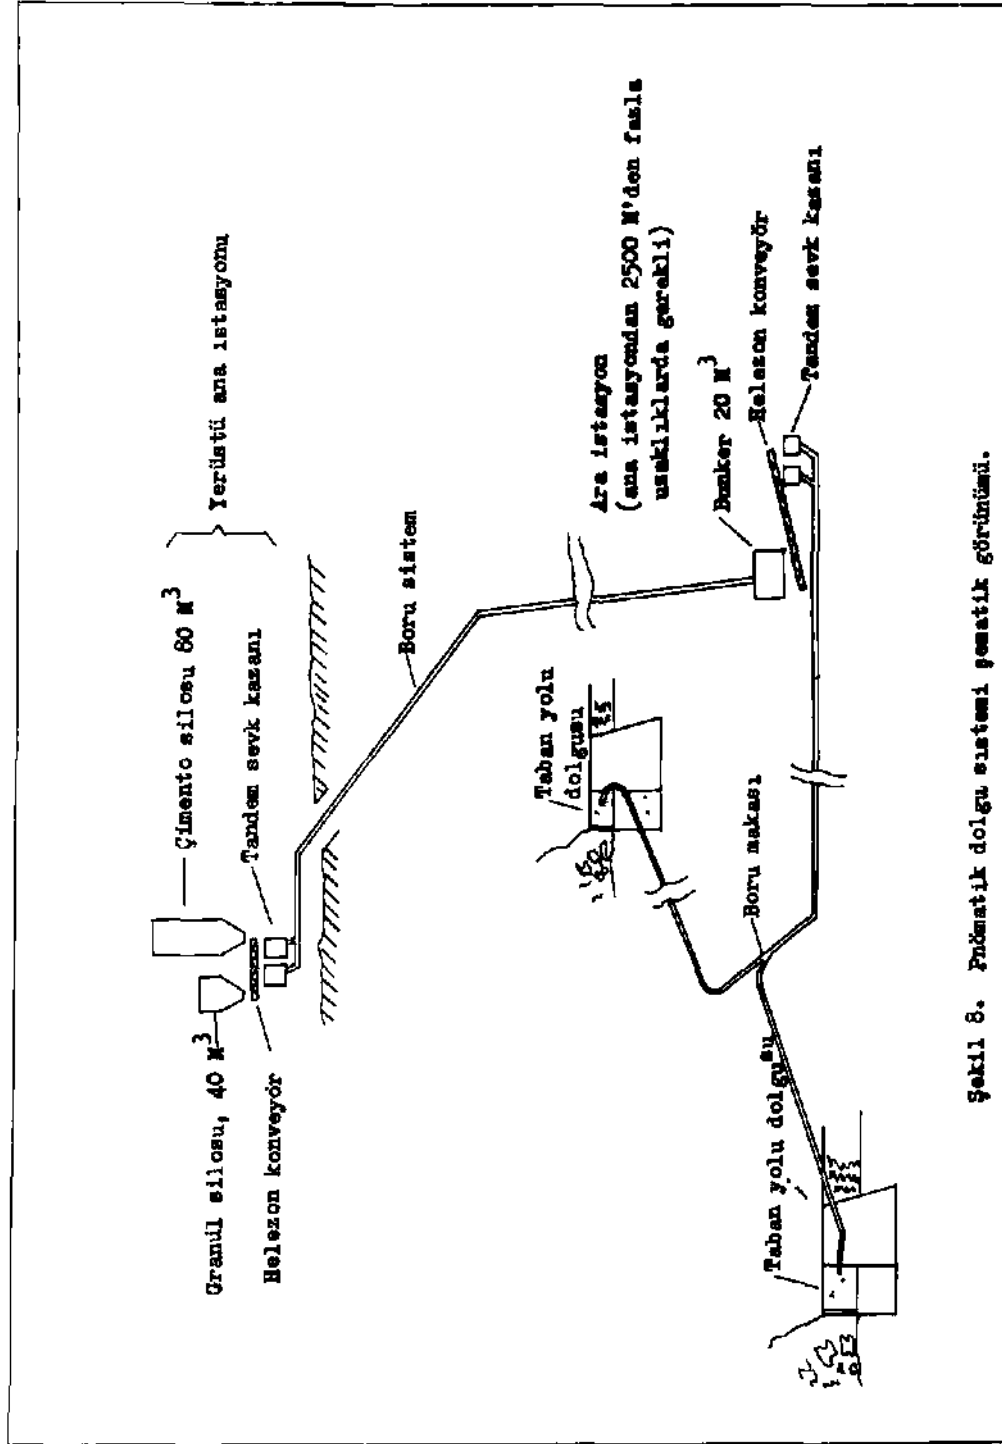 Granül silosu, 40 M³
Çimento silosu 80 M³
Yerüstü ana istasyonu
Helezon konveyör
Tandem sevk kazanı
Boru sistem
Ara istasyon
(ana istasyondan 2500 M'den fazla
uzaklıklarda gerekli)
Bunker 20 M³
Helezon konveyör
Tandem sevk kazanı
Taban yolu
dolgusu
Boru makası
Taban yolu dolgusu
Şekil 8. Pnömatik dolgu sistemi şematik görünümü.